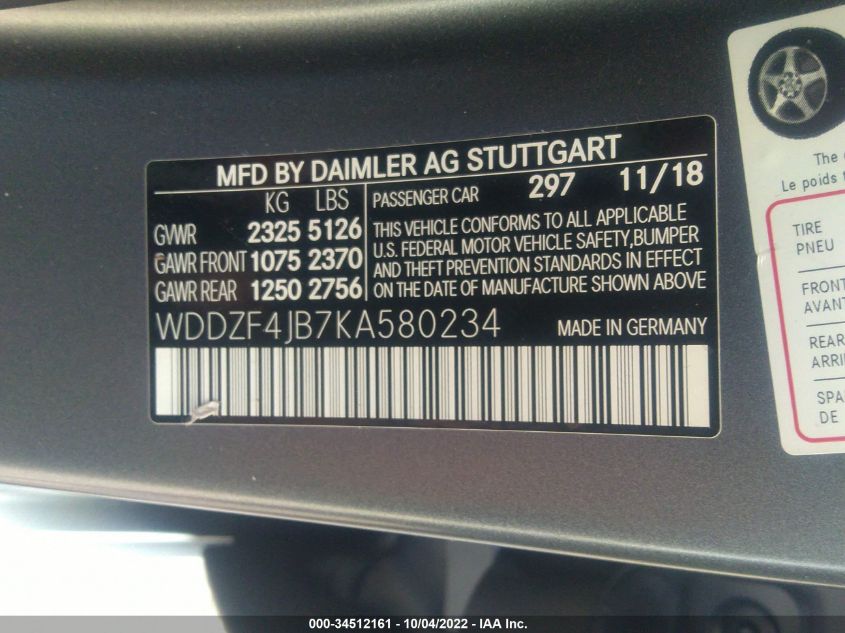 MFD BY DAIMLER AG STUTTGART
KG LBS
GVWR 2325 5126
GAWR FRONT 1075 2370
GAWR REAR 1250 2756
PASSENGER CAR 297 11/18
THIS VEHICLE CONFORMS TO ALL APPLICABLE
U.S. FEDERAL MOTOR VEHICLE SAFETY, BUMPER
AND THEFT PREVENTION STANDARDS IN EFFECT
ON THE DATE OF MANUFACTURE SHOWN ABOVE
WDDZF4JB7KA580234 MADE IN GERMANY
The
Le poids
TIRE
PNEU
FRONT
AVANT
REAR
DE
000-34512161 - 10/04/2022 - IAA Inc.